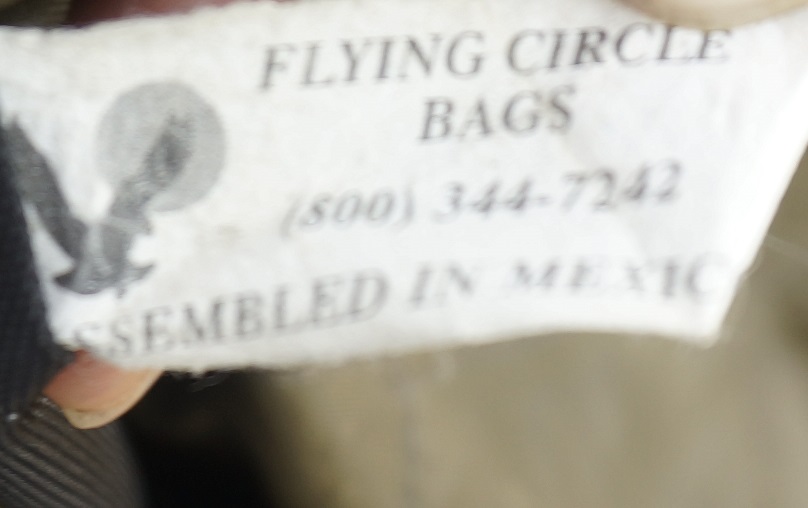 FLYING CIRCLE
BAGS
(800) 344-7242
SSEMBLED IN MEXIC